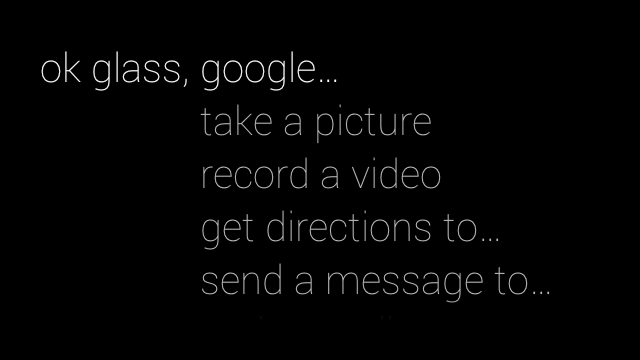 ok glass, google...
take a picture
record a video
get directions to...
send a message to...